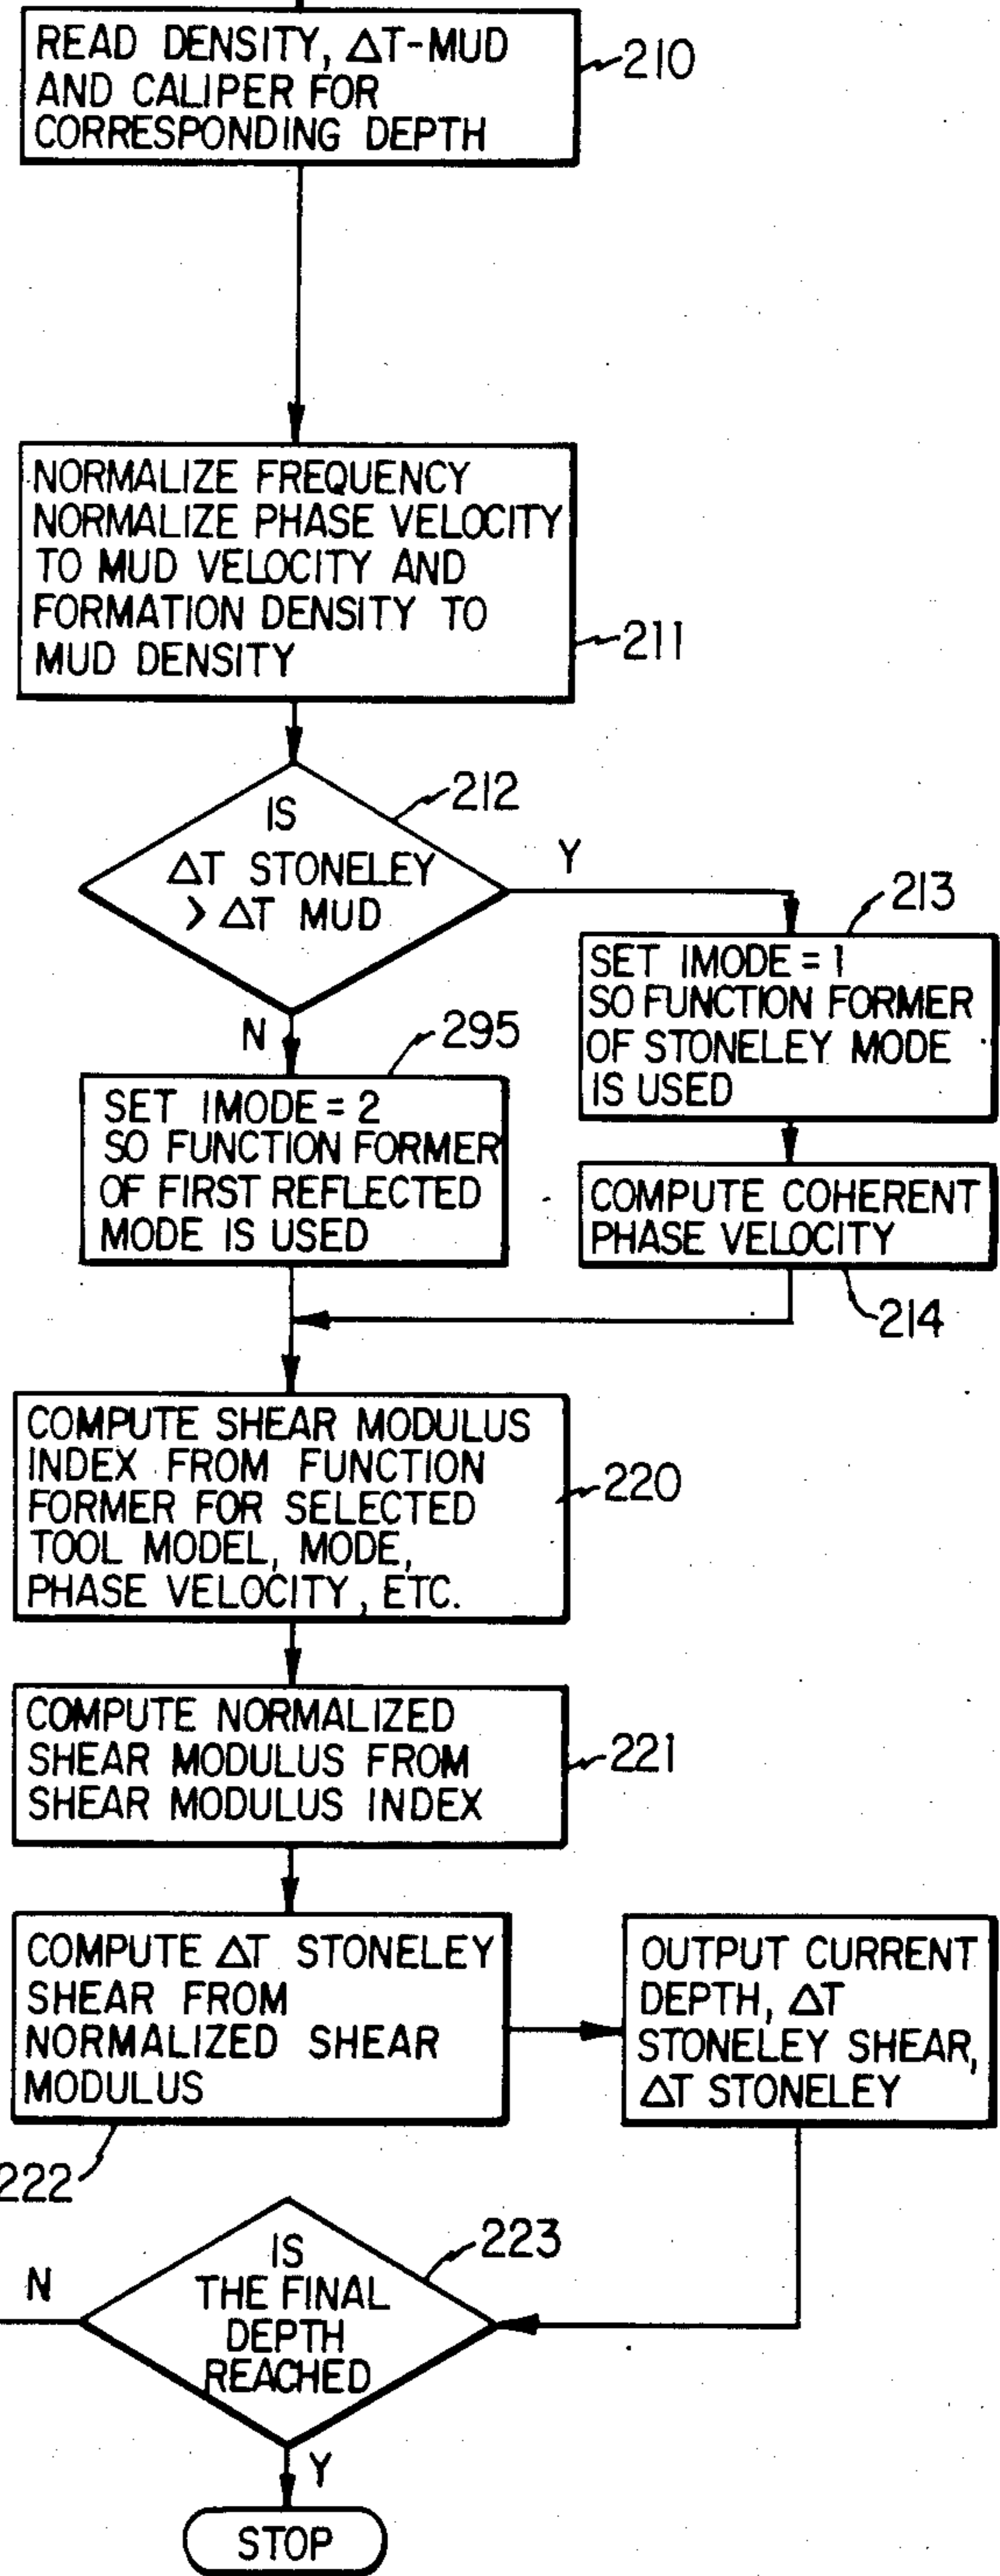 READ DENSITY, ΔT-MUD
AND CALIPER FOR
CORRESPONDING DEPTH
210
NORMALIZE FREQUENCY
NORMALIZE PHASE VELOCITY
TO MUD VELOCITY AND
FORMATION DENSITY TO
MUD DENSITY
211
IS
ΔT STONELEY
> ΔT MUD
212
Y
N
213
SET IMODE = 1
SO FUNCTION FORMER
OF STONELEY MODE
IS USED
295
SET IMODE = 2
SO FUNCTION FORMER
OF FIRST REFLECTED
MODE IS USED
COMPUTE COHERENT
PHASE VELOCITY
214
COMPUTE SHEAR MODULUS
INDEX FROM FUNCTION
FORMER FOR SELECTED
TOOL MODEL, MODE,
PHASE VELOCITY, ETC.
220
COMPUTE NORMALIZED
SHEAR MODULUS FROM
SHEAR MODULUS INDEX
221
COMPUTE ΔT STONELEY
SHEAR FROM
NORMALIZED SHEAR
MODULUS
222
OUTPUT CURRENT
DEPTH, ΔT
STONELEY SHEAR,
ΔT STONELEY
IS
THE FINAL
DEPTH
REACHED
223
N
Y
STOP